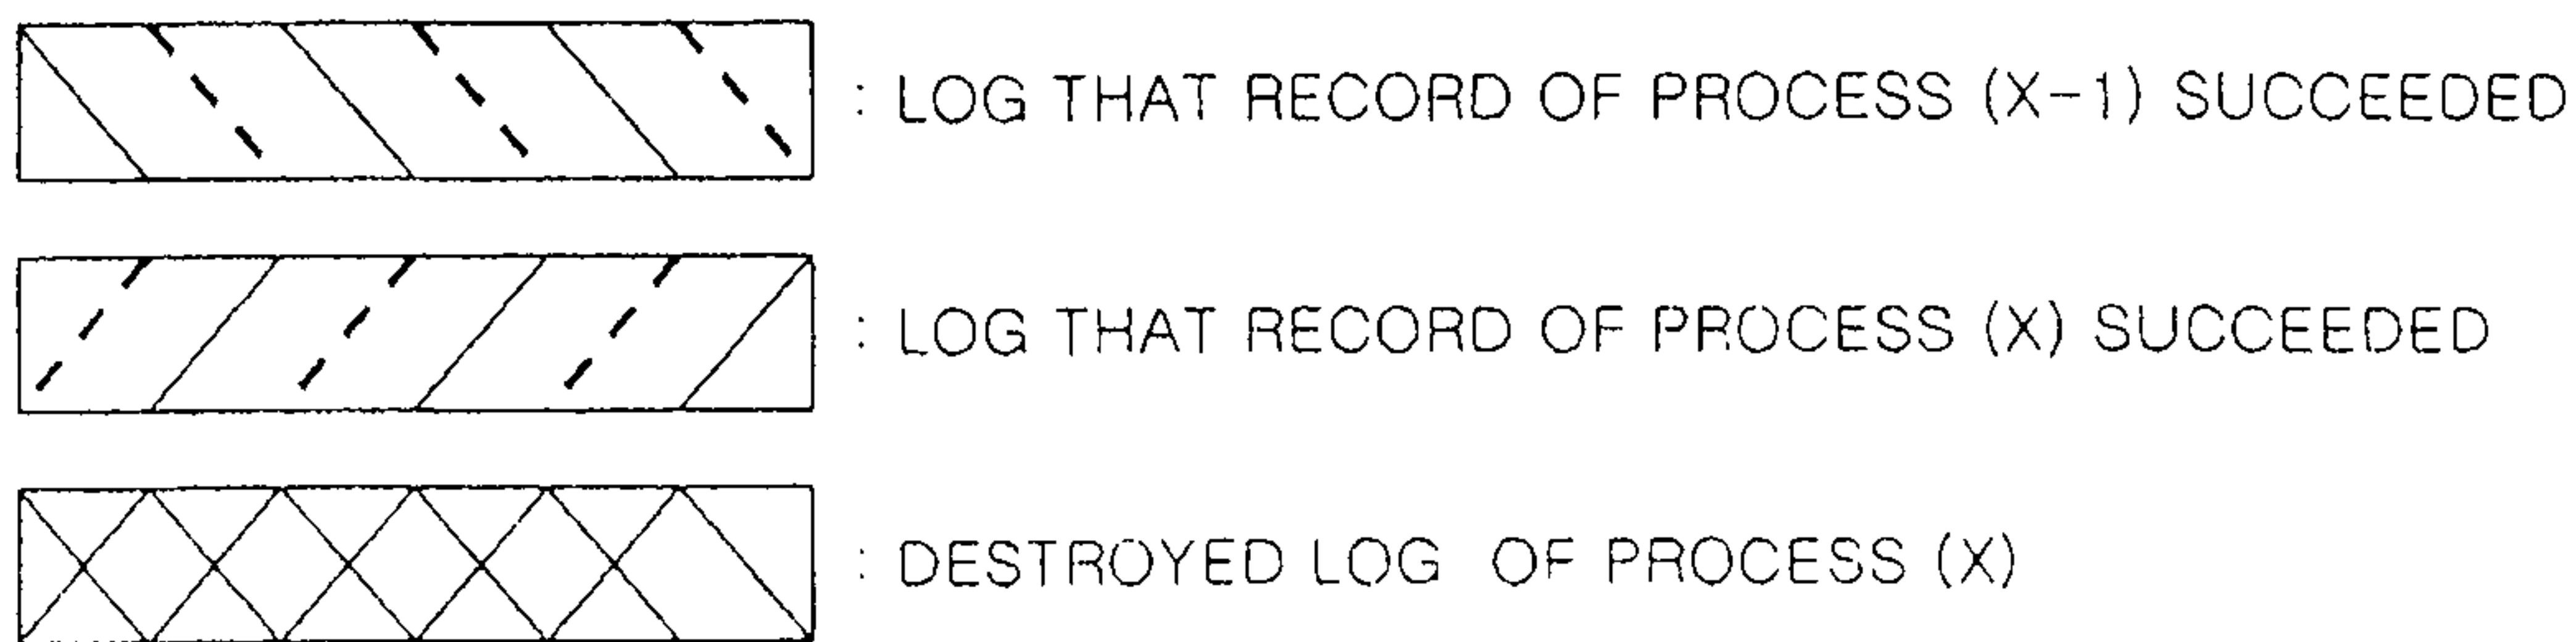 : LOG THAT RECORD OF PROCESS (X-1) SUCCEEDED
: LOG THAT RECORD OF PROCESS (X) SUCCEEDED
: DESTROYED LOG OF PROCESS (X)